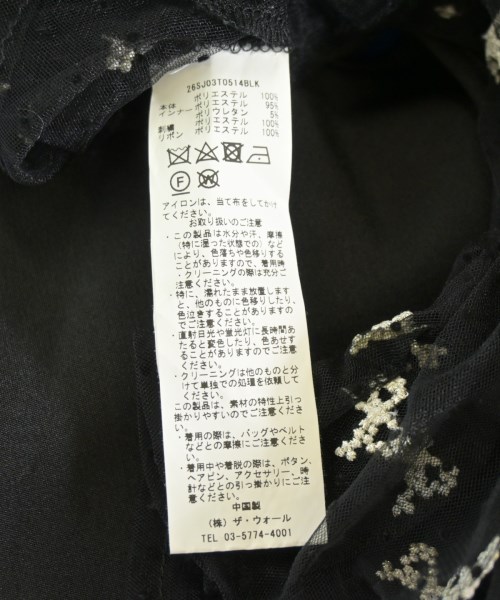 26SJ03T0514BLK
本体 ポリエステル 100%
インナー ポリエステル 95%
ポリウレタン 5%
刺繍 ポリエステル 100%
リボン ポリエステル 100%
F W
アイロンは、当て布をしてかけ
てください。
お取り扱いのご注意
・この製品は水分や汗、摩擦
(特に湿った状態での)など
により、色落ちや色移りする
ことがありますので、着用時
・クリーニングの際は充分ご
注意ください。
・特に、濡れたまま放置します
と、他のものに色移りしたり、
色泣きすることがありますの
でご注意ください。
・直射日光や蛍光灯に長時間あ
たると変色したり、色あせす
ることがありますのでご注意
ください。
・クリーニングは他のものと分
けて単独での処理を依頼して
ください。
この製品は、素材の特性上引っ
掛かりやすいのでご注意くださ
い。
・着用の際は、バッグやベルト
などとの摩擦にご注意くださ
い。
・着用中や着脱の際は、ボタン、
ヘアピン、アクセサリー、時
計などとの引っ掛かりにご注
意ください。
中国製
(株) ザ・ウォール
TEL 03-5774-4001